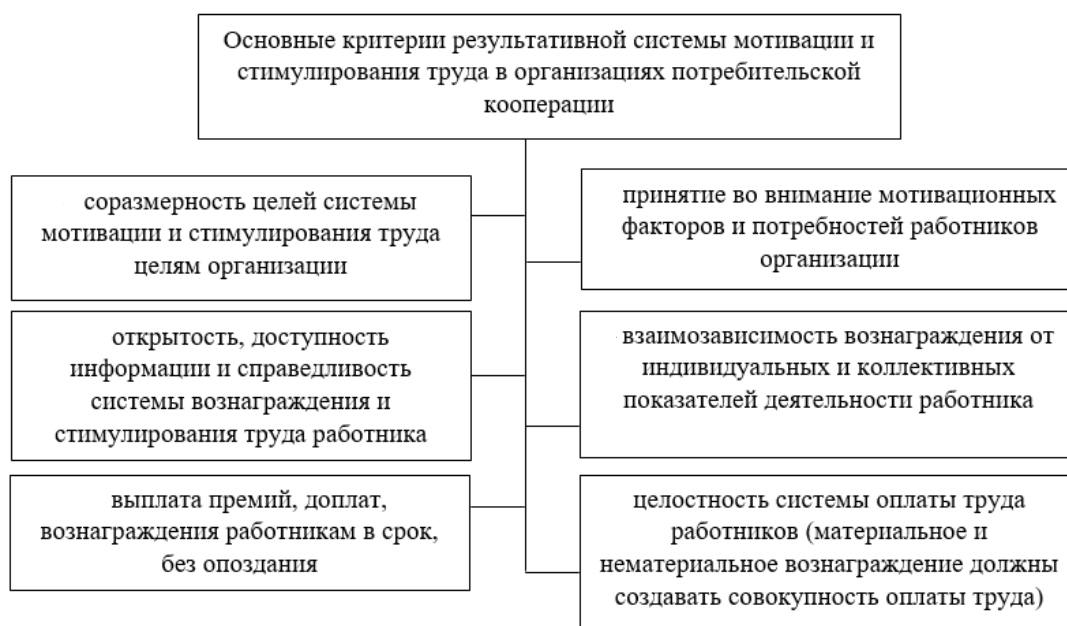 Основные критерии результативной системы мотивации и
стимулирования труда в организациях потребительской
кооперации
соразмерность целей системы
мотивации и стимулирования труда
целям организации
принятие во внимание мотивационных
факторов и потребностей работников
организации
открытость, доступность
информации и справедливость
системы вознаграждения и
стимулирования труда работника
взаимозависимость вознаграждения от
индивидуальных и коллективных
показателей деятельности работника
выплата премий, доплат,
вознаграждения работникам в срок,
без опоздания
целостность системы оплаты труда
работников (материальное и
нематериальное вознаграждение должны
создавать совокупность оплаты труда)